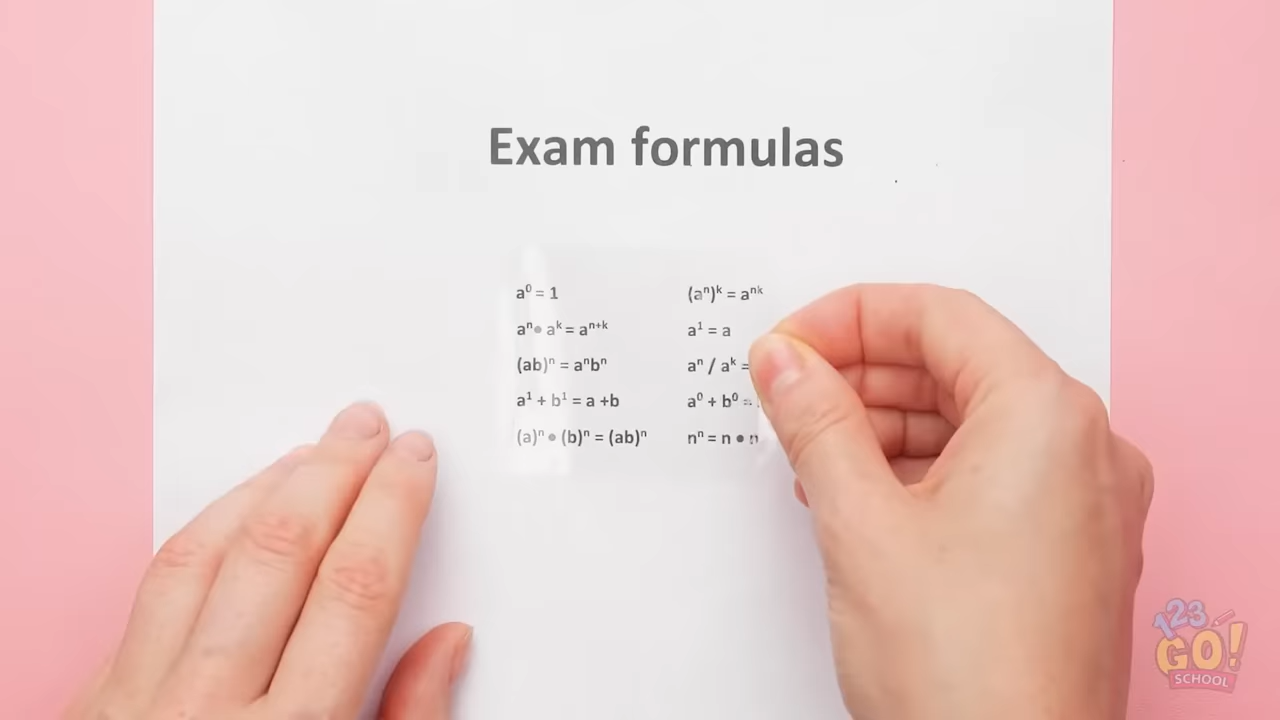 Exam formulas
a⁰ = 1
aⁿ• aᵏ = aⁿ⁺ᵏ
(ab)ⁿ = aⁿbⁿ
a¹ + b¹ = a +b
(a)ⁿ • (b)ⁿ = (ab)ⁿ
(aⁿ)ᵏ = aⁿᵏ
a¹ = a
aⁿ / aᵏ =
a⁰ + b⁰ =
nⁿ = n • n
123
GO!
SCHOOL